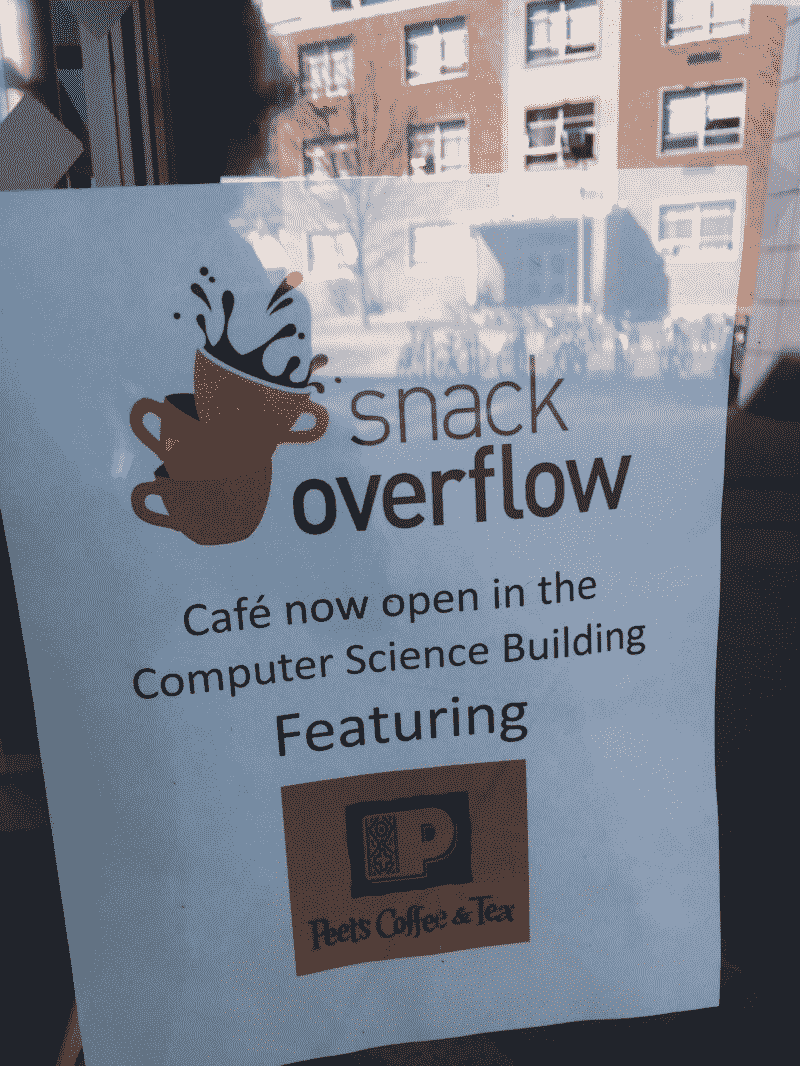 snack
overflow
Café now open in the
Computer Science Building
Featuring
P
Peet's Coffee & Tea